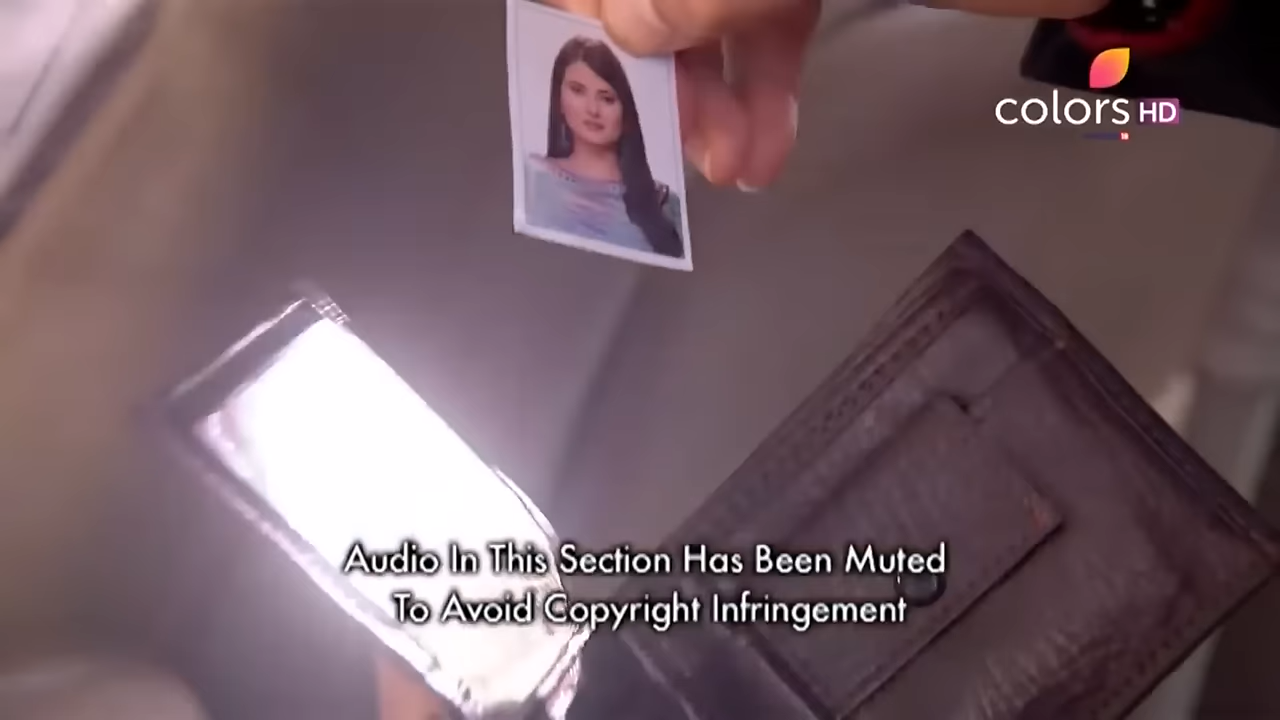 colors HD
Audio In This Section Has Been Muted
To Avoid Copyright Infringement